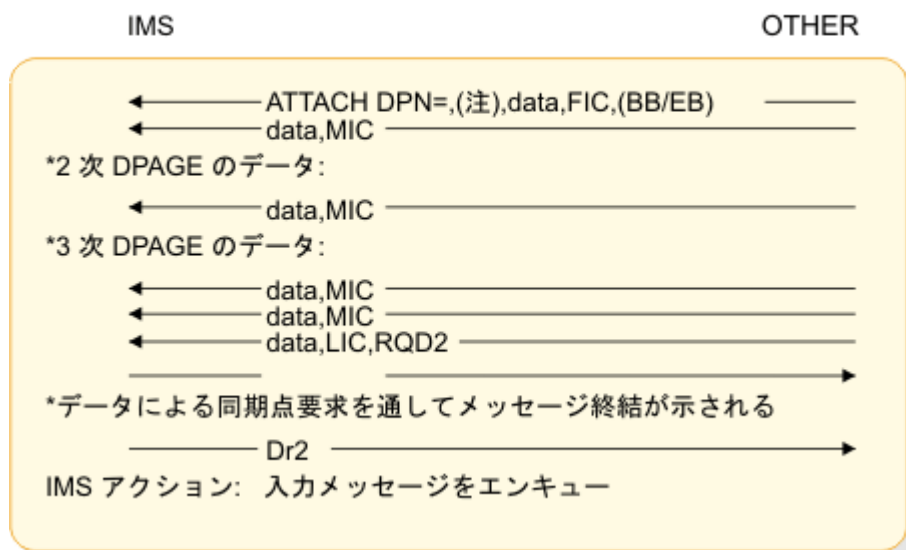 IMS OTHER
ATTACH DPN=,(注),data,FIC,(BB/EB)
data,MIC
*2 次 DPAGE のデータ:
data,MIC
*3 次 DPAGE のデータ:
data,MIC
data,MIC
data,LIC,RQD2
*データによる同期点要求を通してメッセージ終結が示される
Dr2
IMS アクション: 入力メッセージをエンキュー